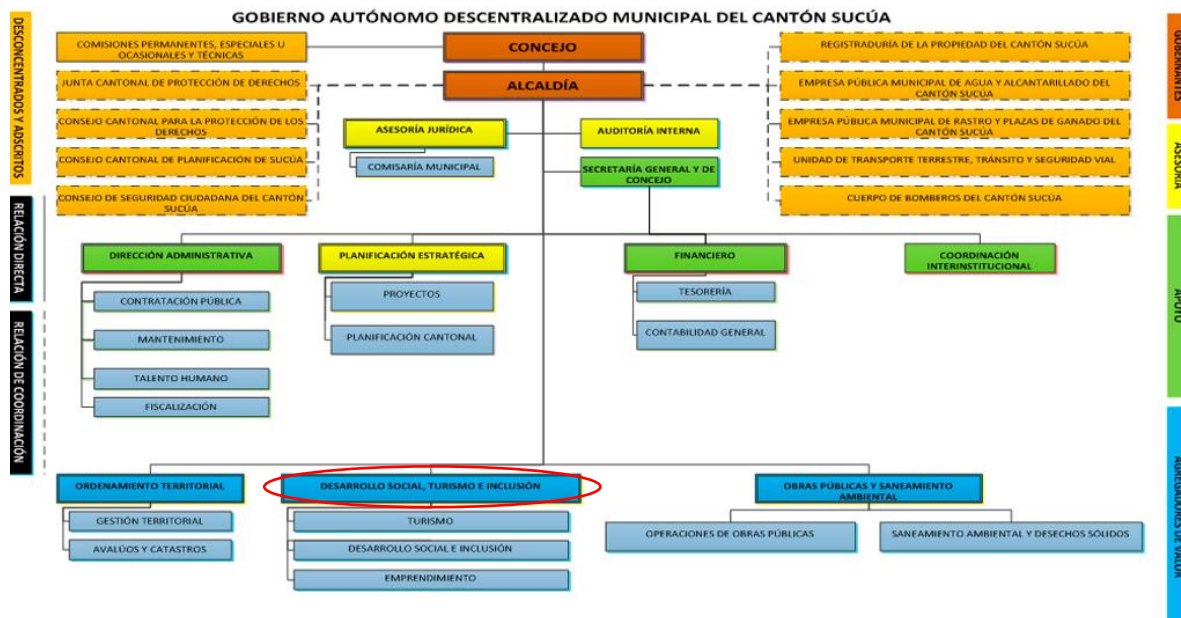 GOBIERNO AUTÓNOMO DESCENTRALIZADO MUNICIPAL DEL CANTÓN SUCÚA
DESCONCENTRADOS Y ADSCRITOS
RELACIÓN DIRECTA
RELACIÓN DE COORDINACIÓN
COMISIONES PERMANENTES, ESPECIALES U
OCASIONALES Y TÉCNICAS
JUNTA CANTONAL DE PROTECCIÓN DE DERECHOS
CONSEJO CANTONAL PARA LA PROTECCIÓN DE LOS
DERECHOS
CONSEJO CANTONAL DE PLANIFICACIÓN DE SUCÚA
CONSEJO DE SEGURIDAD CIUDADANA DEL CANTÓN
SUCÚA
CONCEJO
ALCALDÍA
ASESORÍA JURÍDICA
COMISARÍA MUNICIPAL
AUDITORÍA INTERNA
SECRETARÍA GENERAL Y DE
CONCEJO
REGISTRADURÍA DE LA PROPIEDAD DEL CANTÓN SUCÚA
EMPRESA PÚBLICA MUNICIPAL DE AGUA Y ALCANTARILLADO DEL
CANTÓN SUCÚA
EMPRESA PÚBLICA MUNICIPAL DE RASTRO Y PLAZAS DE GANADO DEL
CANTÓN SUCÚA
UNIDAD DE TRANSPORTE TERRESTRE, TRÁNSITO Y SEGURIDAD VIAL
CUERPO DE BOMBEROS DEL CANTÓN SUCÚA
DIRECCIÓN ADMINISTRATIVA
CONTRATACIÓN PÚBLICA
MANTENIMIENTO
TALENTO HUMANO
FISCALIZACIÓN
PLANIFICACIÓN ESTRATÉGICA
PROYECTOS
PLANIFICACIÓN CANTONAL
FINANCIERO
TESORERÍA
CONTABILIDAD GENERAL
COORDINACIÓN
INTERINSTITUCIONAL
ORDENAMIENTO TERRITORIAL
GESTIÓN TERRITORIAL
AVALÚOS Y CATASTROS
DESARROLLO SOCIAL, TURISMO E INCLUSIÓN
TURISMO
DESARROLLO SOCIAL E INCLUSIÓN
EMPRENDIMIENTO
OBRAS PÚBLICAS Y SANEAMIENTO
AMBIENTAL
OPERACIONES DE OBRAS PÚBLICAS
SANEAMIENTO AMBIENTAL Y DESECHOS SÓLIDOS
GOBERNANTES
ASESORÍA
APOYO
AGREGADORES DE VALOR